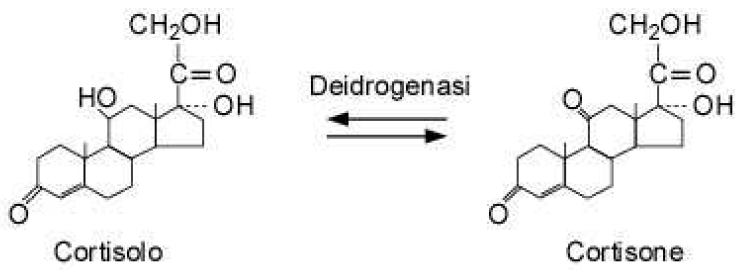 CH₂OH
C=O
HO
OH
O
Cortisolo
Deidrogenasi
CH₂OH
C=O
O
OH
O
Cortisone